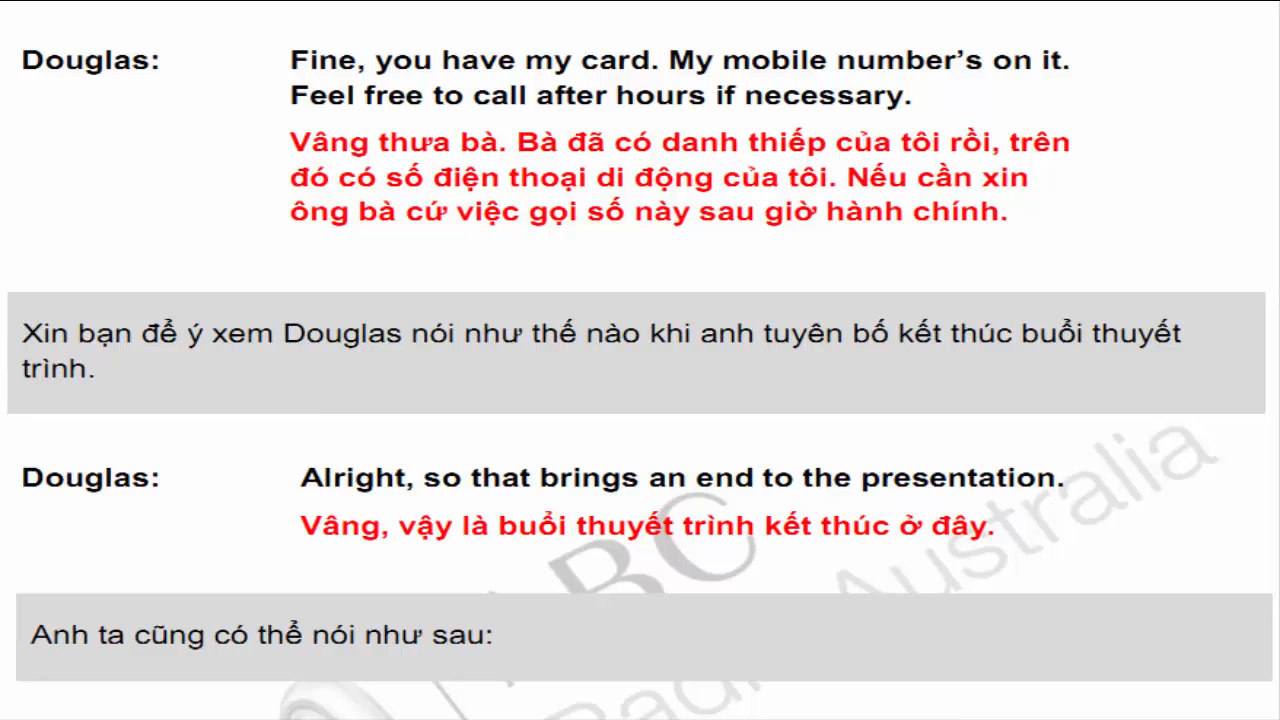 Douglas: Fine, you have my card. My mobile number’s on it.
Feel free to call after hours if necessary.
Vâng thưa bà. Bà đã có danh thiếp của tôi rồi, trên
đó có số điện thoại di động của tôi. Nếu cần xin
ông bà cứ việc gọi số này sau giờ hành chính.
Xin bạn để ý xem Douglas nói như thế nào khi anh tuyên bố kết thúc buổi thuyết
trình.
Douglas: Alright, so that brings an end to the presentation.
Vâng, vậy là buổi thuyết trình kết thúc ở đây.
ABC
Australia
Anh ta cũng có thể nói như sau: